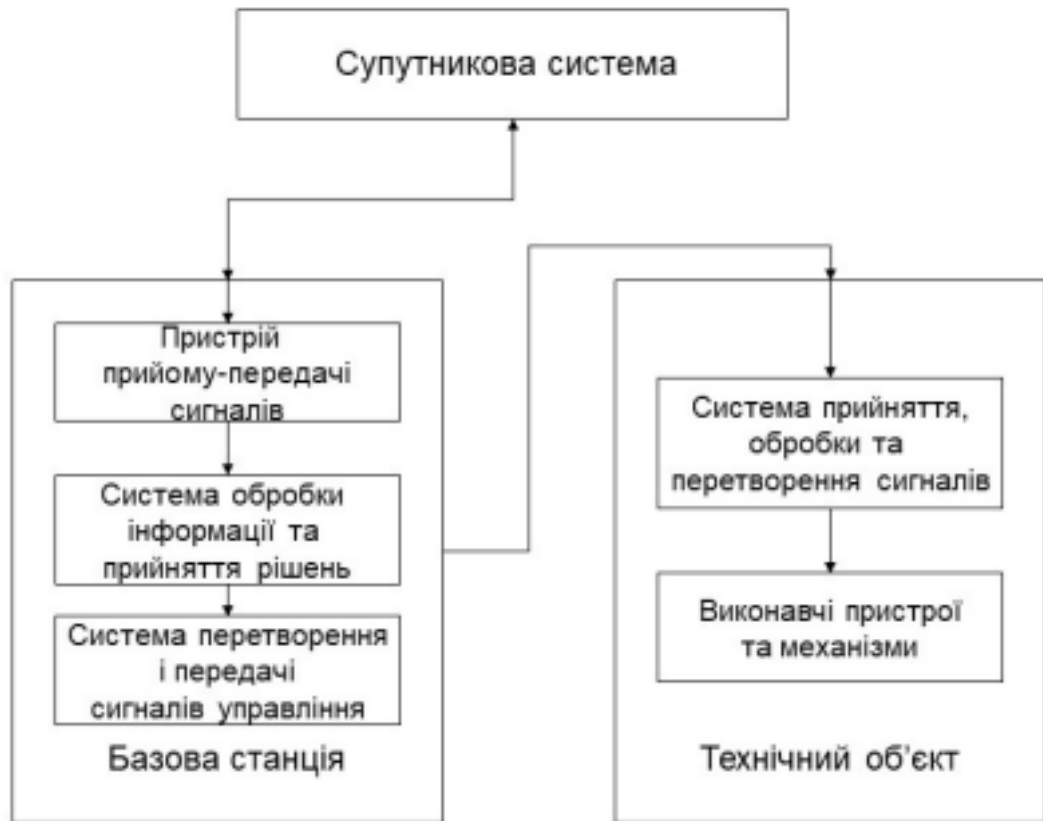 Супутникова система
Пристрій
прийому-передачі
сигналів
Система обробки
інформації та
прийняття рішень
Система перетворення
і передачі
сигналів управління
Базова станція
Система прийняття,
обробки та
перетворення сигналів
Виконавчі пристрої
та механізми
Технічний об’єкт